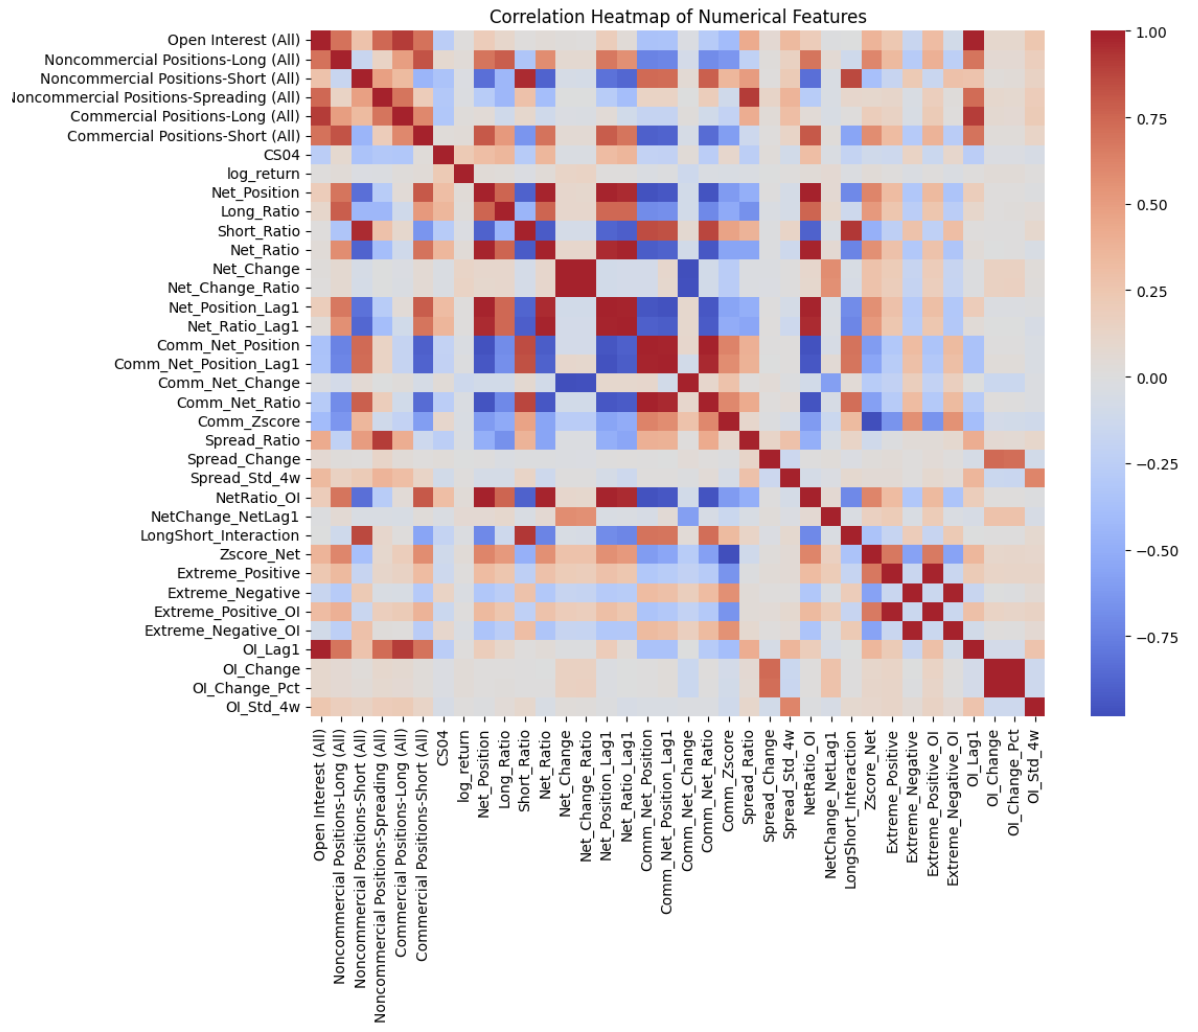 Correlation Heatmap of Numerical Features
Open Interest (All)
Noncommercial Positions-Long (All)
Noncommercial Positions-Short (All)
oncommercial Positions-Spreading (All)
Commercial Positions-Long (All)
Commercial Positions-Short (All)
CS04
log_return
Net_Position
Long_Ratio
Short_Ratio
Net_Ratio
Net_Change
Net_Change_Ratio
Net_Position_Lag1
Net_Ratio_Lag1
Comm_Net_Position
Comm_Net_Position_Lag1
Comm_Net_Change
Comm_Net_Ratio
Comm_Zscore
Spread_Ratio
Spread_Change
Spread_Std_4w
NetRatio_OI
NetChange_NetLag1
LongShort_Interaction
Zscore_Net
Extreme_Positive
Extreme_Negative
Extreme_Positive_OI
Extreme_Negative_OI
OI_Lag1
OI_Change
OI_Change_Pct
OI_Std_4w
Open Interest (All)
Noncommercial Positions-Long (All)
Noncommercial Positions-Short (All)
Noncommercial Positions-Spreading (All)
Commercial Positions-Long (All)
Commercial Positions-Short (All)
CS04
log_return
Net_Position
Long_Ratio
Short_Ratio
Net_Ratio
Net_Change
Net_Change_Ratio
Net_Position_Lag1
Net_Ratio_Lag1
Comm_Net_Position
Comm_Net_Position_Lag1
Comm_Net_Change
Comm_Net_Ratio
Comm_Zscore
Spread_Ratio
Spread_Change
Spread_Std_4w
NetRatio_OI
NetChange_NetLag1
LongShort_Interaction
Zscore_Net
Extreme_Positive
Extreme_Negative
Extreme_Positive_OI
Extreme_Negative_OI
OI_Lag1
OI_Change
OI_Change_Pct
OI_Std_4w
1.00
0.75
0.50
0.25
0.00
−0.25
−0.50
−0.75